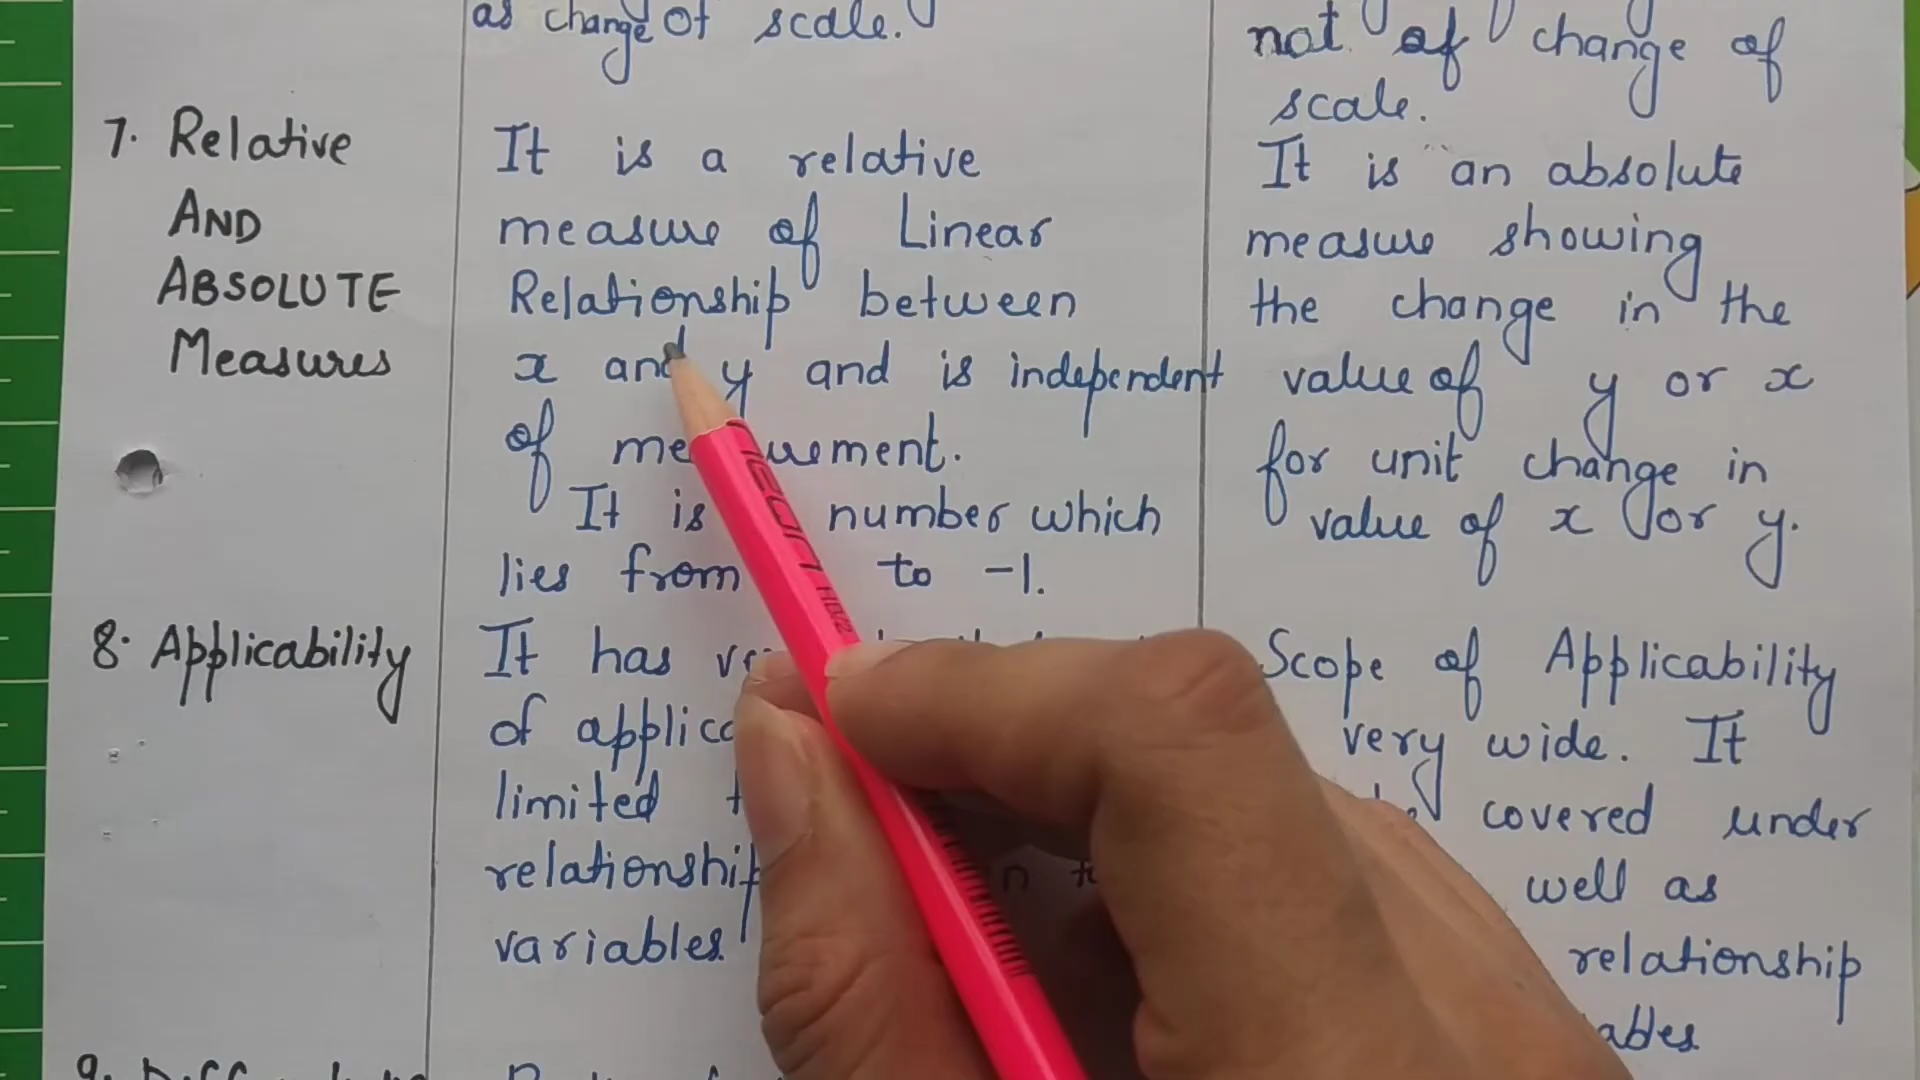 as change of scale.
not of change of
scale.
7. Relative
AND
ABSOLUTE
Measures
It is a relative
measure of Linear
Relationship between
x and y and is independent
of
It is number which
lies from to -1.
It is an absolute
measure showing
the change in the
value of y or x
for unit change in
value of x or y.
8. Applicability
It has
of
limited
relationship
variables
Scope of Applicability
very wide. It
covered under
well as
relationship
9.